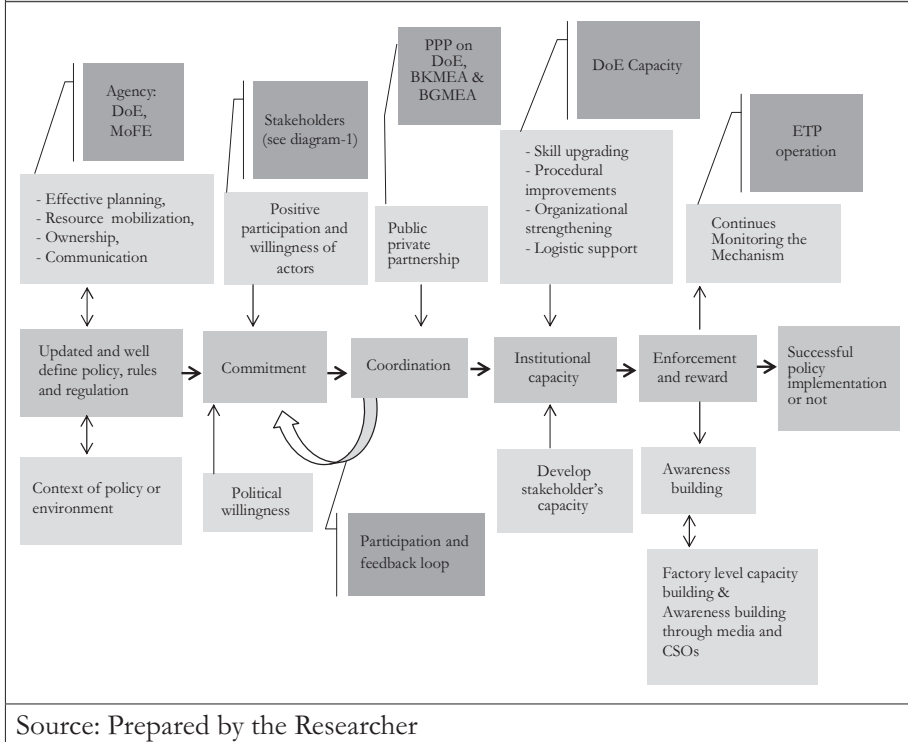 PPP on
DoE,
BKMEA &
BGMEA
DoE Capacity
Agency:
DoE,
MoFE
Stakeholders
(see diagram-1)
ETP
operation
- Effective planning,
- Resource mobilization,
- Ownership,
- Communication
Positive
participation and
willingness of
actors
Public
private
partnership
- Skill upgrading
- Procedural
improvements
- Organizational
strengthening
- Logistic support
Continues
Monitoring the
Mechanism
Updated and well
define policy, rules
and regulation
Commitment
Coordination
Institutional
capacity
Enforcement
and reward
Successful
policy
implementation
or not
Context of policy or
environment
Political
willingness
Participation and
feedback loop
Develop
stakeholder's
capacity
Awareness
building
Factory level capacity
building &
Awareness building
through media and
CSOs
Source: Prepared by the Researcher